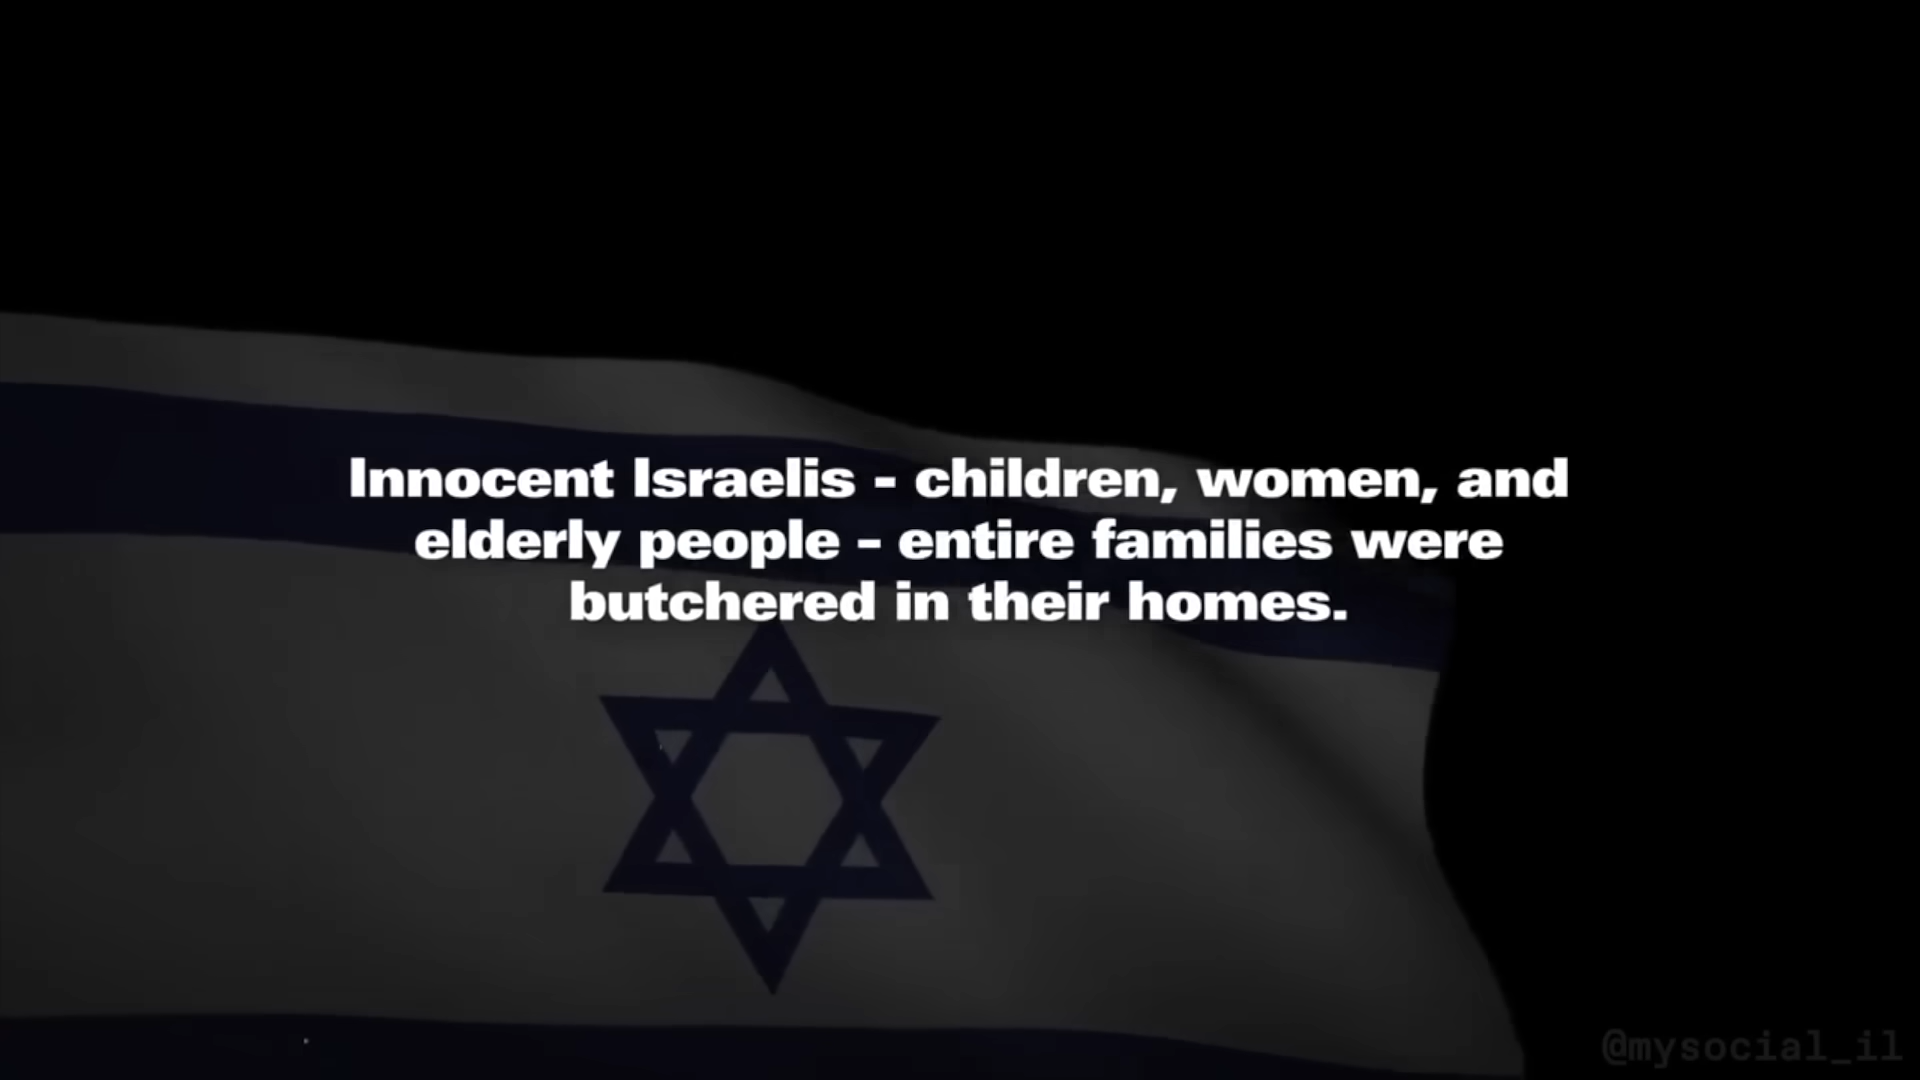 Innocent Israelis - children, women, and
elderly people - entire families were
butchered in their homes.
@mysocial_il